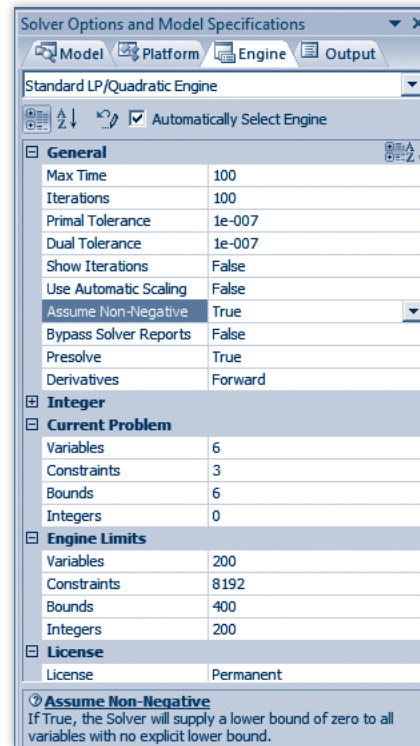 Solver Options and Model Specifications
Model Platform Engine Output
Standard LP/Quadratic Engine
Automatically Select Engine
General
Max Time 100
Iterations 100
Primal Tolerance 1e-007
Dual Tolerance 1e-007
Show Iterations False
Use Automatic Scaling False
Assume Non-Negative True
Bypass Solver Reports False
Presolve True
Derivatives Forward
Integer
Current Problem
Variables 6
Constraints 3
Bounds 6
Integers 0
Engine Limits
Variables 200
Constraints 8192
Bounds 400
Integers 200
License
License Permanent
Assume Non-Negative
If True, the Solver will supply a lower bound of zero to all
variables with no explicit lower bound.